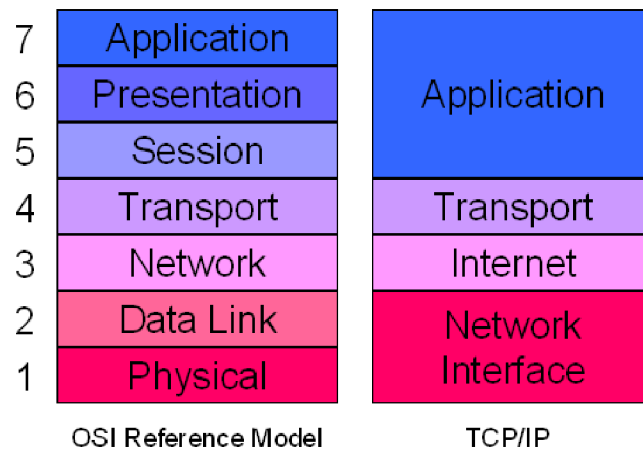 7 Application
6 Presentation
5 Session
4 Transport
3 Network
2 Data Link
1 Physical
OSI Reference Model
Application
Transport
Internet
Network
Interface
TCP/IP